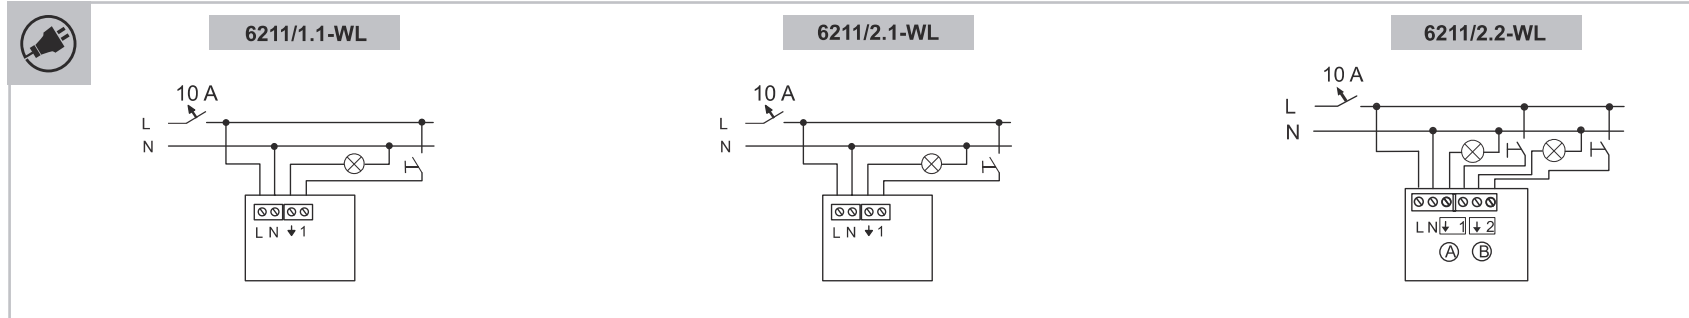 6211/1.1-WL
10 A
L
N
L N ↓ 1
6211/2.1-WL
10 A
L
N
L N ↓ 1
6211/2.2-WL
10 A
L
N
L N ↓ 1 ↓ 2
A B